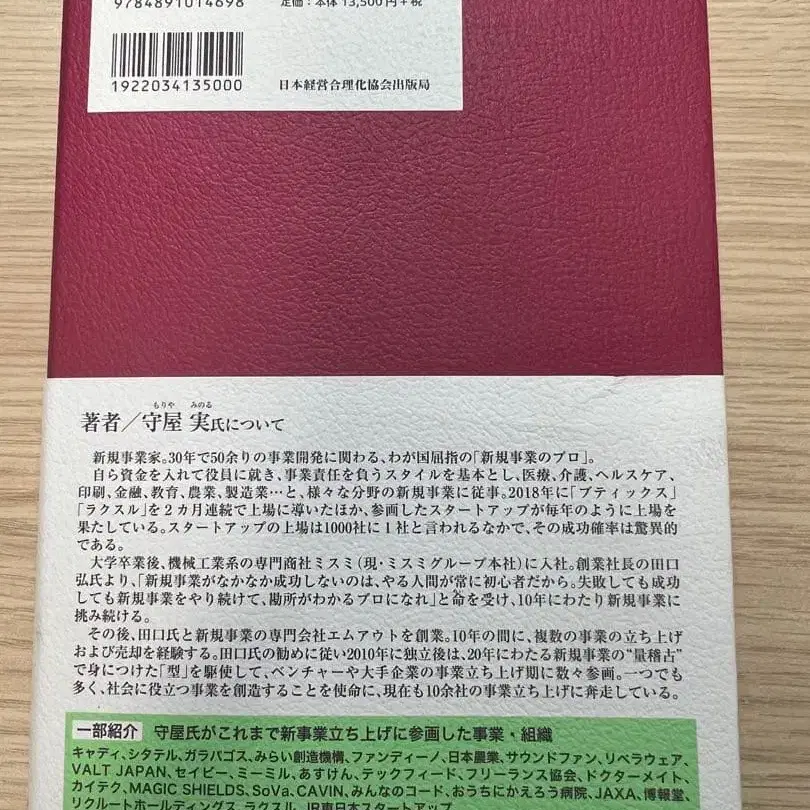 9784891014698
定価：本体 13,500円＋税
1922034135000
日本経営合理化協会出版局
もりや みのる
著者／守屋 実氏について
新規事業家。30年で50余りの事業開発に関わる、わが国屈指の「新規事業のプロ」。
自ら資金を入れて役員に就き、事業責任を負うスタイルを基本とし、医療、介護、ヘルスケア、
印刷、金融、教育、農業、製造業…と、様々な分野の新規事業に従事。2018年に「ブティックス」
「ラクスル」を２カ月連続で上場に導いたほか、参画したスタートアップが毎年のように上場を
果たしている。スタートアップの上場は1000社に１社と言われるなかで、その成功確率は驚異的
である。
大学卒業後、機械工業系の専門商社ミスミ（現・ミスミグループ本社）に入社。創業社長の田口
弘氏より、「新規事業がなかなか成功しないのは、やる人間が常に初心者だから。失敗しても成功
しても新規事業をやり続けて、勘所がわかるプロになれ」と命を受け、10年にわたり新規事業に
挑み続ける。
その後、田口氏と新規事業の専門会社エムアウトを創業。10年の間に、複数の事業の立ち上げ
および売却を経験する。田口氏の勧めに従い2010年に独立後は、20年にわたる新規事業の“量稽古”
で身につけた「型」を駆使して、ベンチャーや大手企業の事業立ち上げ期に数々参画。一つでも
多く、社会に役立つ事業を創造することを使命に、現在も10余社の事業立ち上げに奔走している。
一部紹介 守屋氏がこれまで新事業立ち上げに参画した事業・組織
キャディ、シタテル、ガラパゴス、みらい創造機構、ファンディーノ、日本農業、サウンドファン、リベラウェア、
VALT JAPAN、セイビー、ミーミル、あすけん、テックフィード、フリーランス協会、ドクターメイト、
カイテク、MAGIC SHIELDS、SoVa、CAVIN、みんなのコード、おうちにかえろう病院、JAXA、博報堂、
リクルートホールディングス、ラクスル、JR東日本スタートアップ